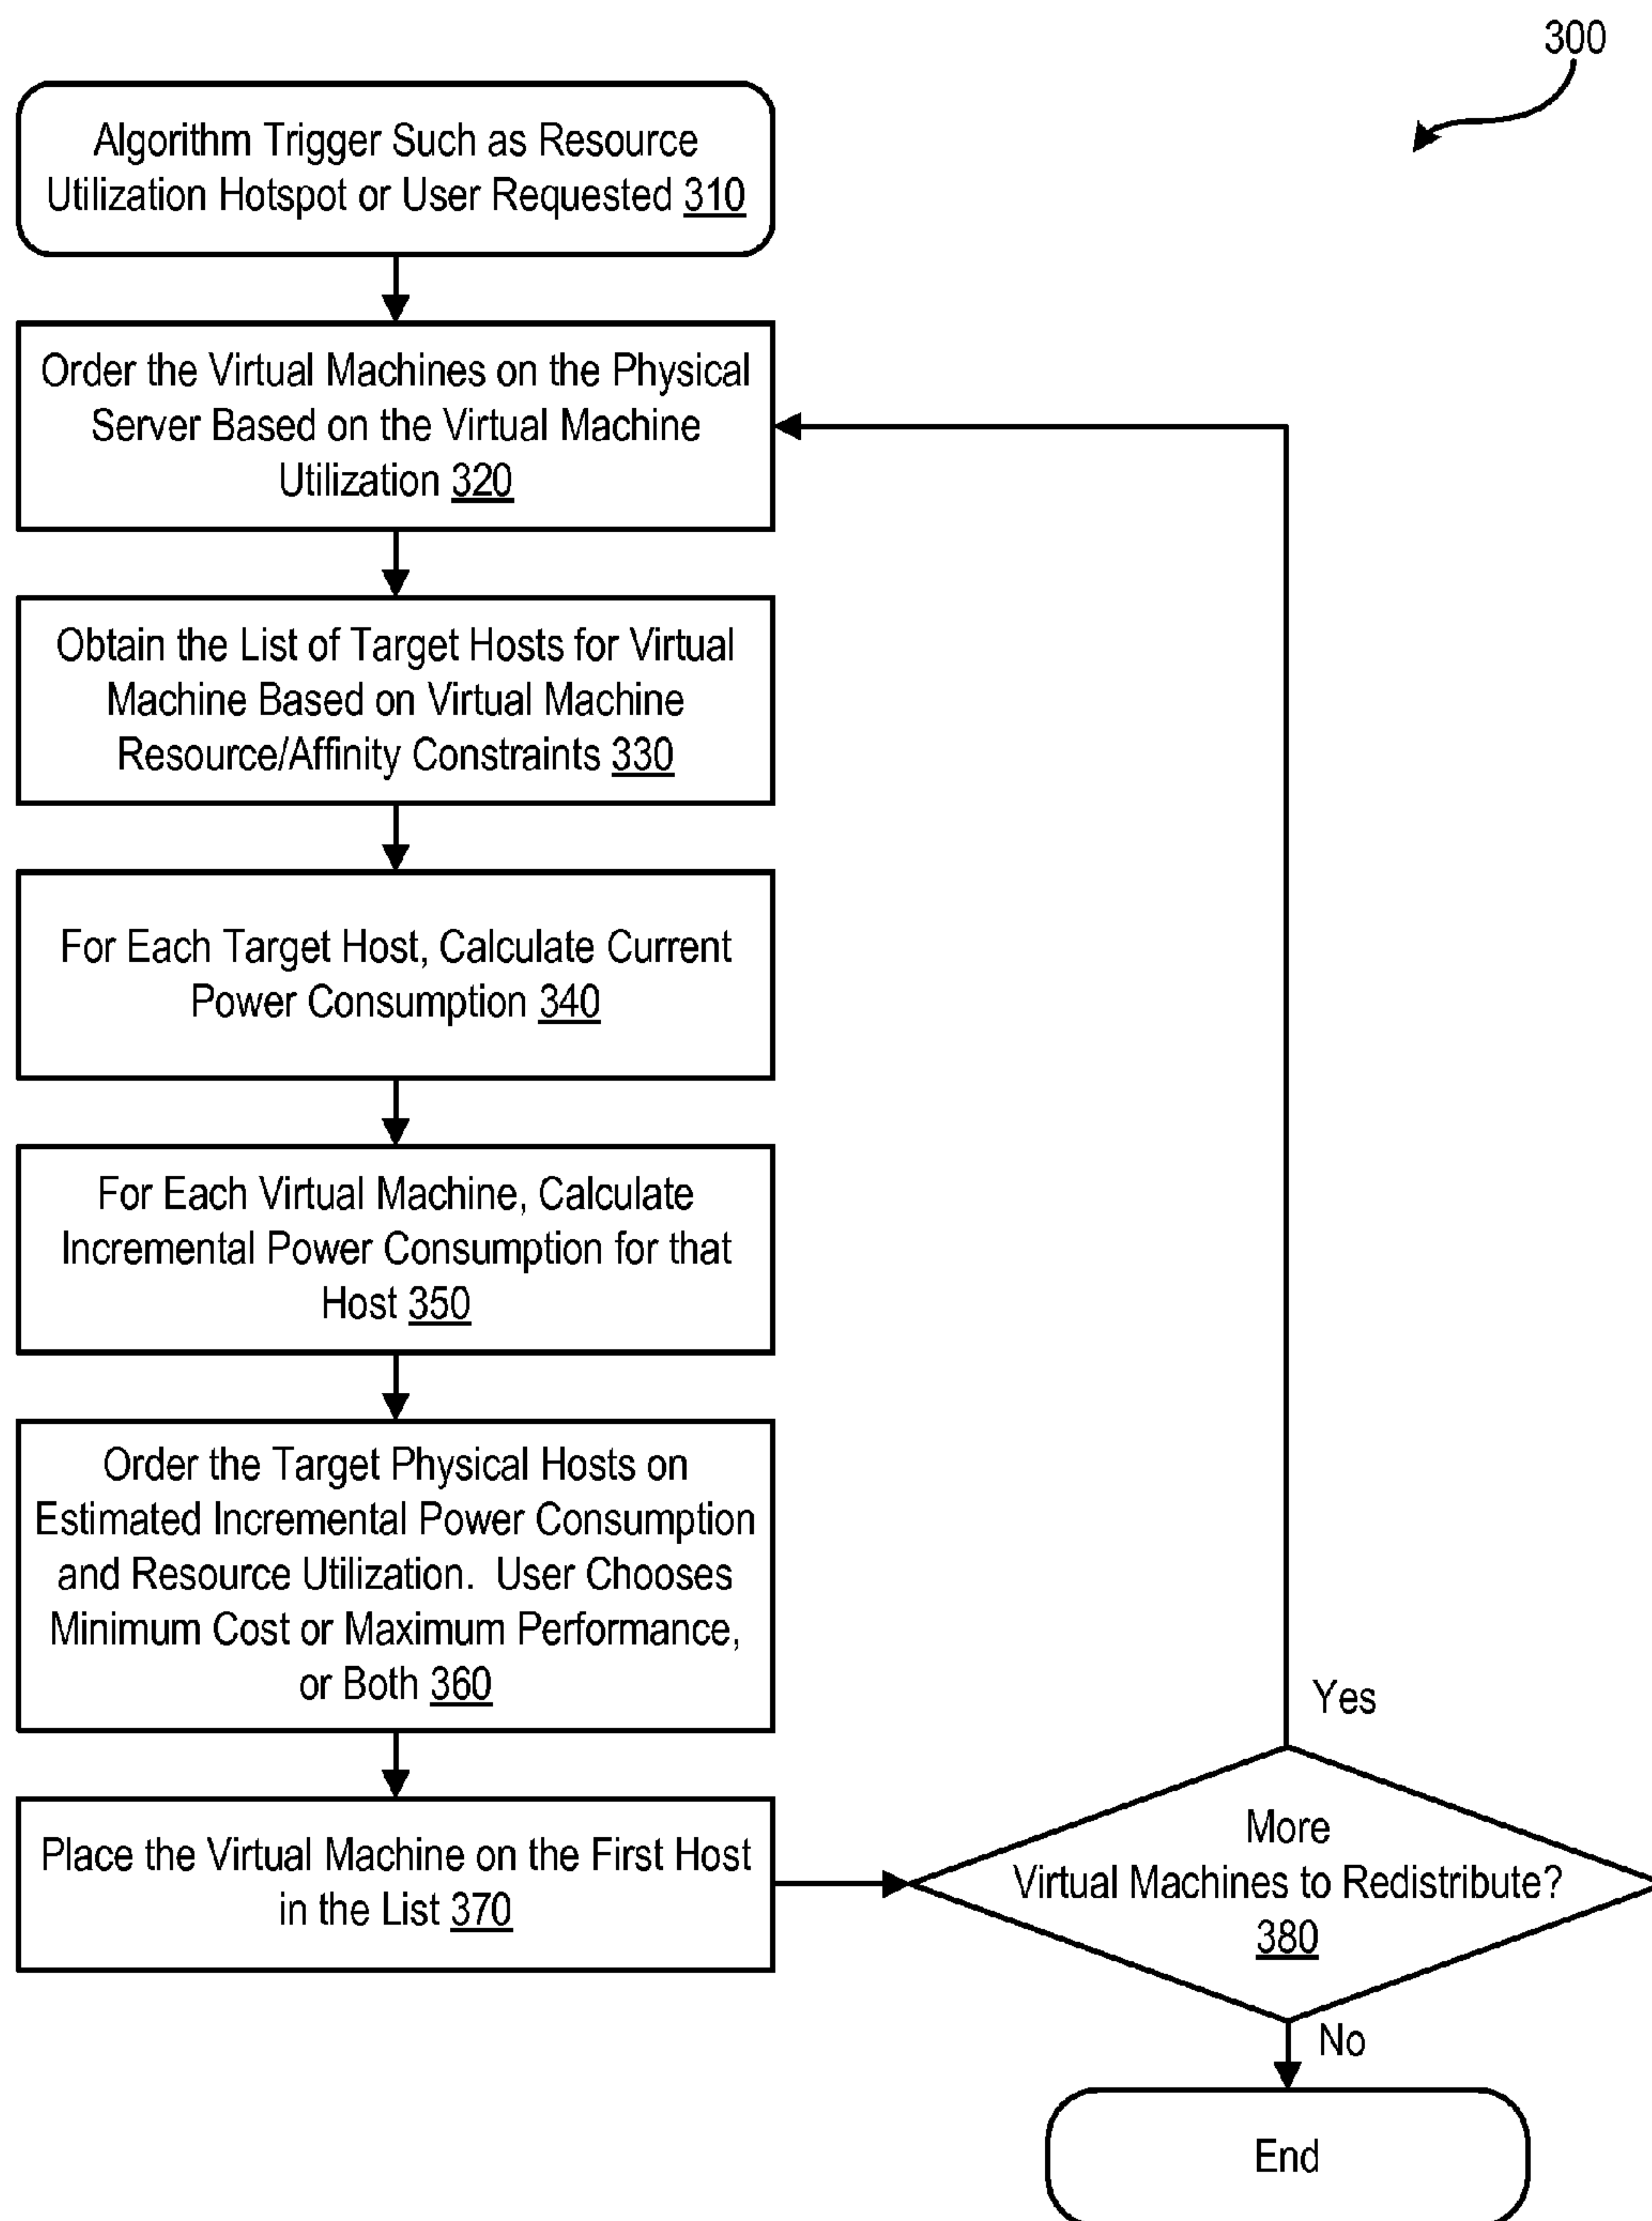 300
Algorithm Trigger Such as Resource
Utilization Hotspot or User Requested 310
Order the Virtual Machines on the Physical
Server Based on the Virtual Machine
Utilization 320
Obtain the List of Target Hosts for Virtual
Machine Based on Virtual Machine
Resource/Affinity Constraints 330
For Each Target Host, Calculate Current
Power Consumption 340
For Each Virtual Machine, Calculate
Incremental Power Consumption for that
Host 350
Order the Target Physical Hosts on
Estimated Incremental Power Consumption
and Resource Utilization. User Chooses
Minimum Cost or Maximum Performance,
or Both 360
Place the Virtual Machine on the First Host
in the List 370
Yes
More
Virtual Machines to Redistribute?
380
No
End